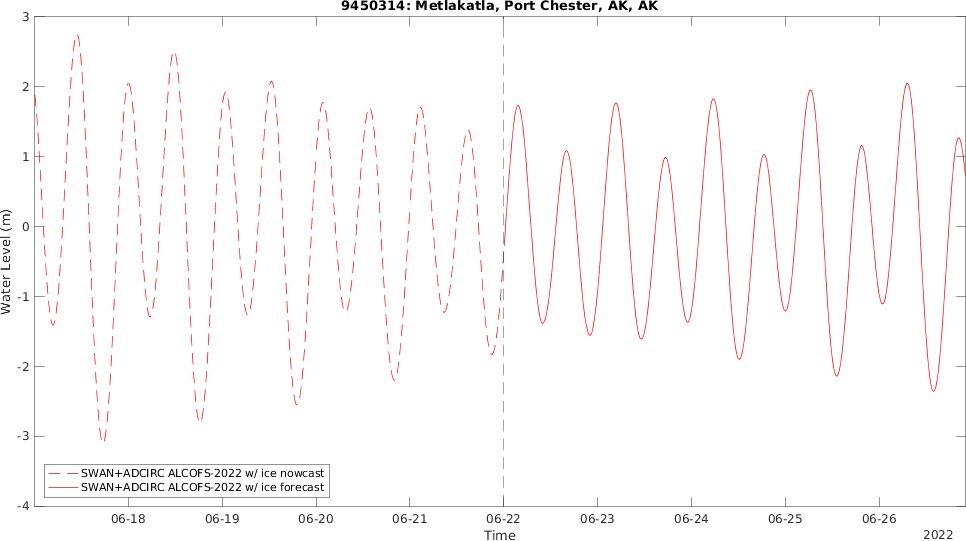 9450314: Metlakatla, Port Chester, AK, AK
3
2
1
0
-1
-2
-3
-4
Water Level (m)
SWAN+ADCIRC ALCOFS-2022 w/ ice nowcast
SWAN+ADCIRC ALCOFS-2022 w/ ice forecast
06-18 06-19 06-20 06-21 06-22 06-23 06-24 06-25 06-26
Time
2022